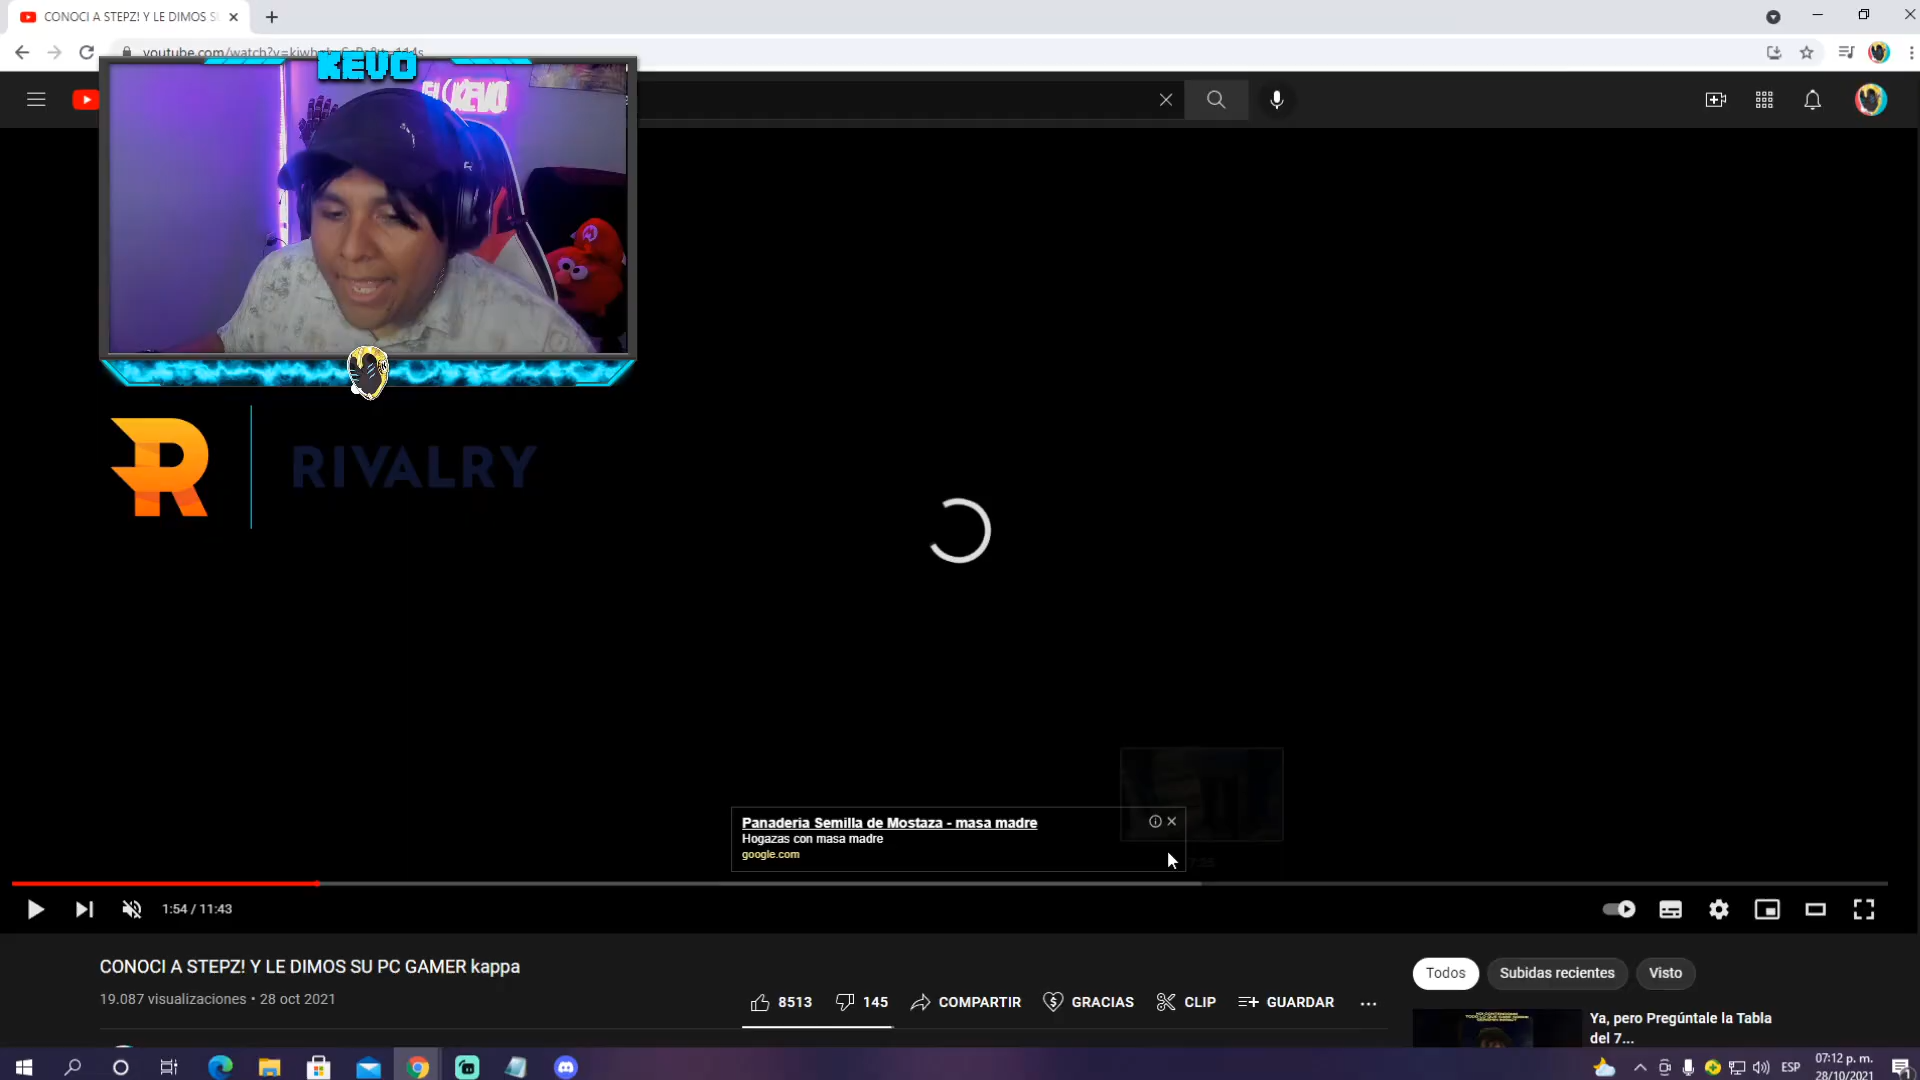 CONOCI A STEPZ! Y LE DIMOS S
KEVO
EL KEVO
RIVALRY
Panaderia Semilla de Mostaza - masa madre
Hogazas con masa madre
google.com
1:54 / 11:43
CONOCI A STEPZ! Y LE DIMOS SU PC GAMER kappa
19.087 visualizaciones • 28 oct 2021
8513
145
COMPARTIR
GRACIAS
CLIP
GUARDAR
Todos
Subidas recientes
Visto
Ya, pero Pregúntale la Tabla
del 7...
ESP
07:12 p. m.
28/10/2021